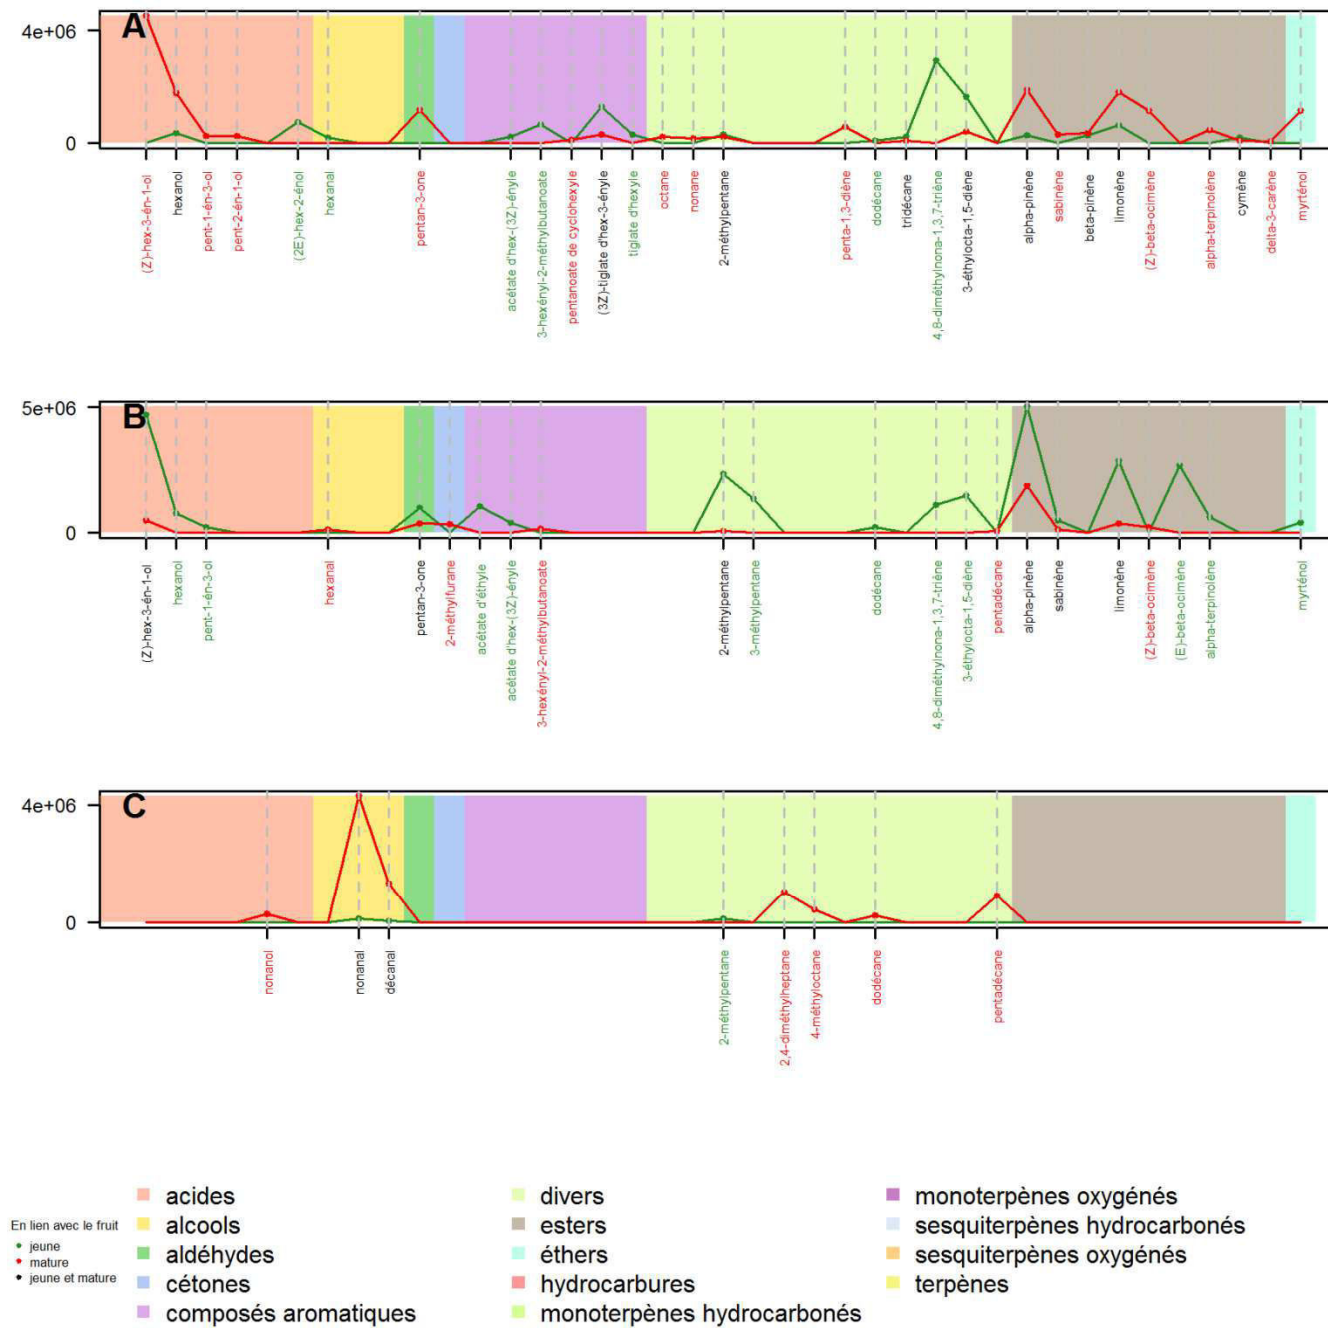 A
4e+06
0
(Z)-hex-3-én-1-ol
hexanol
pent-1-én-3-ol
pent-2-én-1-ol
(2E)-hex-2-énol
hexanal
pentan-3-one
acétate d'hex-(3Z)-ényle
3-hexényl-2-méthylbutanoate
pentanoate de cyclohexyle
(3Z)-tiglate d'hex-3-ényle
tiglate d'hexyle
octane
nonane
2-méthylpentane
penta-1,3-diène
dodécane
tridécane
4,8-diméthylnona-1,3,7-triène
3-éthylocta-1,5-diène
alpha-pinène
sabinène
beta-pinène
limonène
(Z)-beta-ocimène
alpha-terpinolène
cymène
delta-3-carène
myrténol
B
5e+06
0
(Z)-hex-3-én-1-ol
hexanol
pent-1-én-3-ol
hexanal
pentan-3-one
2-méthylfurane
acétate d'éthyle
acétate d'hex-(3Z)-ényle
3-hexényl-2-méthylbutanoate
2-méthylpentane
3-méthylpentane
dodécane
4,8-diméthylnona-1,3,7-triène
3-éthylocta-1,5-diène
pentadécane
alpha-pinène
sabinène
limonène
(Z)-beta-ocimène
(E)-beta-ocimène
alpha-terpinolène
myrténol
C
4e+06
0
nonanol
nonanal
décanal
2-méthylpentane
2,4-diméthylheptane
4-méthyloctane
dodécane
pentadécane
En lien avec le fruit
jeune
mature
jeune et mature
acides
alcools
aldéhydes
cétones
composés aromatiques
divers
esters
éthers
hydrocarbures
monoterpènes hydrocarbonés
monoterpènes oxygénés
sesquiterpènes hydrocarbonés
sesquiterpènes oxygénés
terpènes